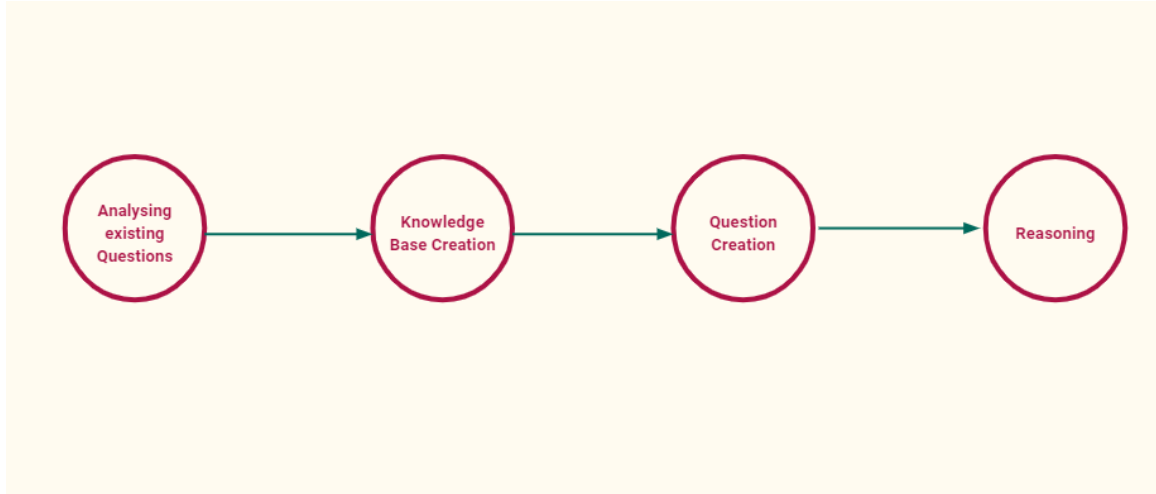 Analysing
existing
Questions
Knowledge
Base Creation
Question
Creation
Reasoning